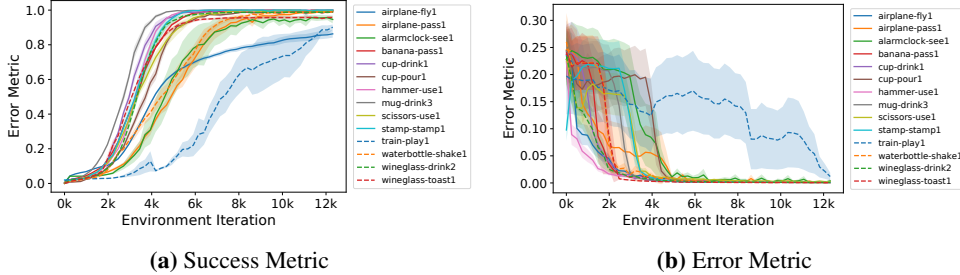 1.0
0.8
0.6
0.4
0.2
0.0
Error Metric
0k 2k 4k 6k 8k 10k 12k
Environment Iteration
airplane-fly1
airplane-pass1
alarmclock-see1
banana-pass1
cup-drink1
cup-pour1
hammer-use1
mug-drink3
scissors-use1
stamp-stamp1
train-play1
waterbottle-shake1
wineglass-drink2
wineglass-toast1
(a) Success Metric
0.30
0.25
0.20
0.15
0.10
0.05
0.00
Error Metric
0k 2k 4k 6k 8k 10k 12k
Environment Iteration
airplane-fly1
airplane-pass1
alarmclock-see1
banana-pass1
cup-drink1
cup-pour1
hammer-use1
mug-drink3
scissors-use1
stamp-stamp1
train-play1
waterbottle-shake1
wineglass-drink2
wineglass-toast1
(b) Error Metric